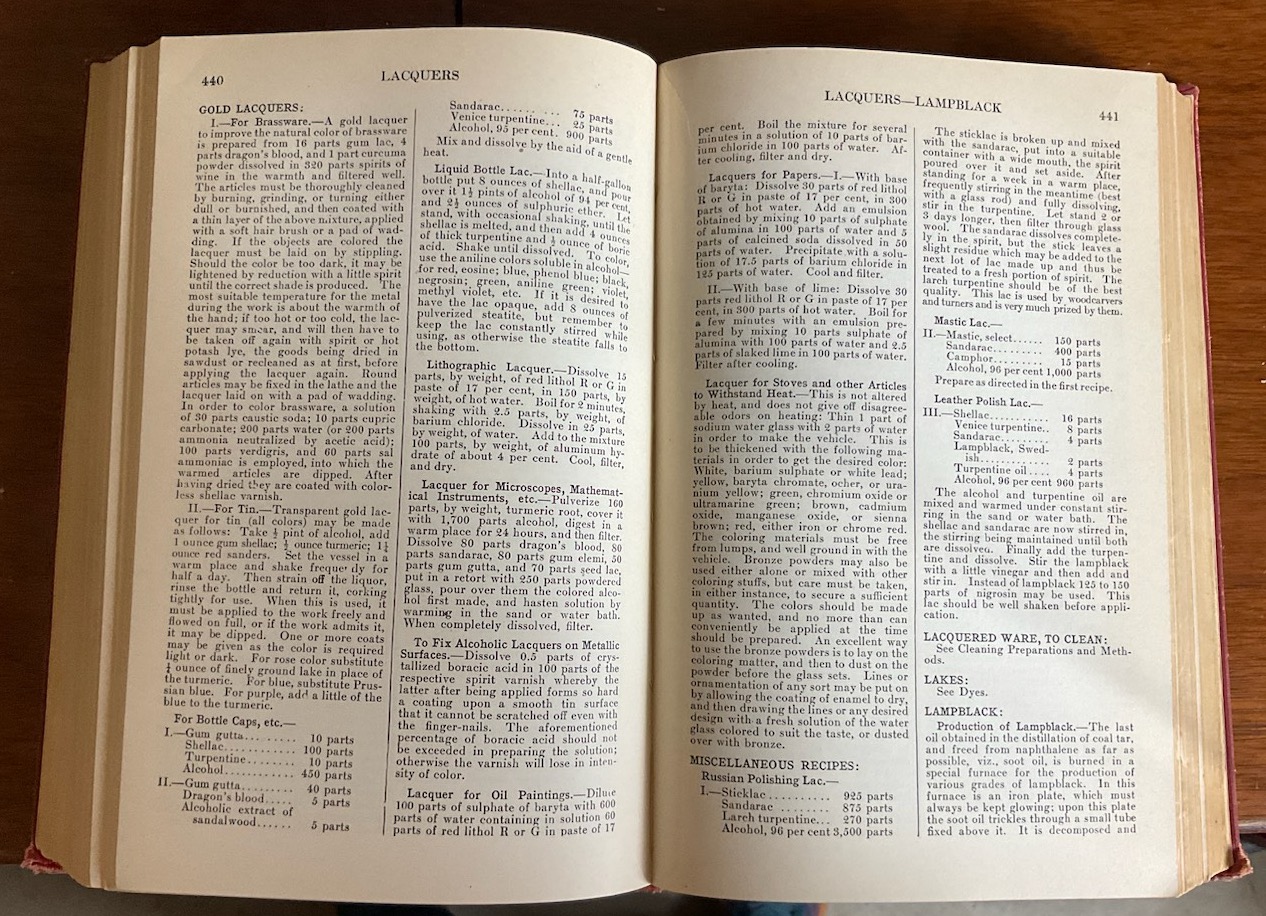 440
LACQUERS
GOLD LACQUERS:
I.—For Brassware.—A gold lacquer
to improve the natural color of brassware
is prepared from 16 parts gum lac, 4
parts dragon's blood, and 1 part curcuma
powder dissolved in 320 parts spirits of
wine in the warmth and filtered well.
The articles must be thoroughly cleaned
by burning, grinding, or turning either
dull or burnished, and then coated with
a thin layer of the above mixture, applied
with a soft hair brush or a pad of wad-
ding. If the objects are colored the
lacquer must be laid on by stippling.
Should the color be too dark, it may be
lightened by reduction with a little spirit
until the correct shade is produced. The
most suitable temperature for the metal
during the work is about the warmth of
the hand; if too hot or too cold, the lac-
quer may smear, and will then have to
be taken off again with spirit or hot
potash lye, the goods being dried in
sawdust or recleaned as at first, before
applying the lacquer again. Round
articles may be fixed in the lathe and the
lacquer laid on with a pad of wadding.
In order to color brassware, a solution
of 30 parts caustic soda; 10 parts cupric
carbonate; 200 parts water (or 200 parts
ammonia neutralized by acetic acid);
100 parts verdigris, and 60 parts sal
ammoniac is employed, into which the
warmed articles are dipped. After
having dried they are coated with color-
less shellac varnish.
II.—For Tin.—Transparent gold lac-
quer for tin (all colors) may be made
as follows: Take ½ pint of alcohol, add
1 ounce gum shellac; ½ ounce turmeric; 1¼
ounce red sanders. Set the vessel in a
warm place and shake frequently for
half a day. Then strain off the liquor,
rinse the bottle and return it, corking
tightly for use. When this is used, it
must be applied to the work freely and
flowed on full, or if the work admits it,
it may be dipped. One or more coats
may be given as the color is required
light or dark. For rose color substitute
¼ ounce of finely ground lake in place of
the turmeric. For blue, substitute Prus-
sian blue. For purple, add a little of the
blue to the turmeric.
For Bottle Caps, etc.—
I.—Gum gutta......... 10 parts
Shellac............ 100 parts
Turpentine........ 10 parts
Alcohol............ 450 parts
II.—Gum gutta......... 40 parts
Dragon's blood..... 5 parts
Alcoholic extract of
sandalwood...... 5 parts
Sandarac......... 75 parts
Venice turpentine... 25 parts
Alcohol, 95 per cent. 900 parts
Mix and dissolve by the aid of a gentle
heat.
Liquid Bottle Lac.—Into a half-gallon
bottle put 8 ounces of shellac, and pour
over it 1½ pints of alcohol of 94 per cent,
and 2½ ounces of sulphuric ether. Let
stand, with occasional shaking, until the
shellac is melted, and then add 4 ounces
of thick turpentine and ½ ounce of boric
acid. Shake until dissolved. To color,
use the aniline colors soluble in alcohol—
for red, eosine; blue, phenol blue; black,
negrosin; green, aniline green; violet,
methyl violet, etc. If it is desired to
have the lac opaque, add 8 ounces of
pulverized steatite, but remember to
keep the lac constantly stirred while
using, as otherwise the steatite falls to
the bottom.
Lithographic Lacquer.—Dissolve 15
parts, by weight, of red lithol R or G in
paste of 17 per cent, in 150 parts, by
weight, of hot water. Boil for 2 minutes,
shaking with 2.5 parts, by weight, of
barium chloride. Dissolve in 25 parts,
by weight, of water. Add to the mixture
100 parts, by weight, of aluminum hy-
drate of about 4 per cent. Cool, filter,
and dry.
Lacquer for Microscopes, Mathemat-
ical Instruments, etc.—Pulverize 160
parts, by weight, turmeric root, cover it
with 1,700 parts alcohol, digest in a
warm place for 24 hours, and then filter.
Dissolve 80 parts dragon's blood, 80
parts sandarac, 80 parts gum elemi, 50
parts gum gutta, and 70 parts seed lac,
put in a retort with 250 parts powdered
glass, pour over them the colored alco-
hol first made, and hasten solution by
warming in the sand or water bath.
When completely dissolved, filter.
To Fix Alcoholic Lacquers on Metallic
Surfaces.—Dissolve 0.5 parts of crys-
tallized boracic acid in 100 parts of the
respective spirit varnish whereby the
latter after being applied forms so hard
a coating upon a smooth tin surface
that it cannot be scratched off even with
the finger-nails. The aforementioned
percentage of boracic acid should not
be exceeded in preparing the solution;
otherwise the varnish will lose in inten-
sity of color.
Lacquer for Oil Paintings.—Dilute
100 parts of sulphate of baryta with 600
parts of water containing in solution 60
parts of red lithol R or G in paste of 17
LACQUERS—LAMPBLACK
441
per cent. Boil the mixture for several
minutes in a solution of 10 parts of bar-
ium chloride in 100 parts of water. Af-
ter cooling, filter and dry.
Lacquers for Papers.—I.—With base
of baryta: Dissolve 30 parts of red lithol
R or G in paste of 17 per cent, in 300
parts of hot water. Add an emulsion
obtained by mixing 10 parts of sulphate
of alumina in 100 parts of water and 5
parts of calcined soda dissolved in 50
parts of water. Precipitate with a solu-
tion of 17.5 parts of barium chloride in
125 parts of water. Cool and filter.
II.—With base of lime: Dissolve 30
parts red lithol R or G in paste of 17 per
cent, in 300 parts of hot water. Boil for
a few minutes with an emulsion pre-
pared by mixing 10 parts sulphate of
alumina with 100 parts of water and 2.5
parts of slaked lime in 100 parts of water.
Filter after cooling.
Lacquer for Stoves and other Articles
to Withstand Heat.—This is not altered
by heat, and does not give off disagree-
able odors on heating: Thin 1 part of
sodium water glass with 2 parts of water
in order to make the vehicle. This is
to be thickened with the following ma-
terials in order to get the desired color:
White, barium sulphate or white lead;
yellow, baryta chromate, ocher, or ura-
nium yellow; green, chromium oxide or
ultramarine green; brown, cadmium
oxide, manganese oxide, or sienna
brown; red, either iron or chrome red.
The coloring materials must be free
from lumps, and well ground in with the
vehicle. Bronze powders may also be
used either alone or mixed with other
coloring stuffs, but care must be taken,
in either instance, to secure a sufficient
quantity. The colors should be made
up as wanted, and no more than can
conveniently be applied at the time
should be prepared. An excellent way
to use the bronze powders is to lay on the
coloring matter, and then to dust on the
powder before the glass sets. Lines or
ornamentation of any sort may be put on
by allowing the coating of enamel to dry,
and then drawing the lines or any desired
design with a fresh solution of the water
glass colored to suit the taste, or dusted
over with bronze.
MISCELLANEOUS RECIPES:
Russian Polishing Lac.—
I.—Sticklac.......... 925 parts
Sandarac ........ 875 parts
Larch turpentine... 270 parts
Alcohol, 96 per cent 3,500 parts
The sticklac is broken up and mixed
with the sandarac, put into a suitable
container with a wide mouth, the spirit
poured over it and set aside. After
standing for a week in a warm place,
frequently stirring in the meantime (best
with a glass rod) and fully dissolving,
stir in the turpentine. Let stand 2 or
3 days longer, then filter through glass
wool. The sandarac dissolves complete-
ly in the spirit, but the stick leaves a
slight residue which may be added to the
next lot of lac made up and thus be
treated to a fresh portion of spirit. The
larch turpentine should be of the best
quality. This lac is used by woodcarvers
and turners and is very much prized by them.
Mastic Lac.—
II.—Mastic, select...... 150 parts
Sandarac......... 400 parts
Camphor......... 15 parts
Alcohol, 96 per cent 1,000 parts
Prepare as directed in the first recipe.
Leather Polish Lac.—
III.—Shellac........... 16 parts
Venice turpentine.. 8 parts
Sandarac......... 4 parts
Lampblack, Swed-
ish............. 2 parts
Turpentine oil..... 4 parts
Alcohol, 96 per cent 960 parts
The alcohol and turpentine oil are
mixed and warmed under constant stir-
ring in the sand or water bath. The
shellac and sandarac are now stirred in,
the stirring being maintained until both
are dissolved. Finally add the turpen-
tine and dissolve. Stir the lampblack
with a little vinegar and then add and
stir in. Instead of lampblack 125 to 150
parts of nigrosin may be used. This
lac should be well shaken before appli-
cation.
LACQUERED WARE, TO CLEAN:
See Cleaning Preparations and Meth-
ods.
LAKES:
See Dyes.
LAMPBLACK:
Production of Lampblack.—The last
oil obtained in the distillation of coal tar,
and freed from naphthalene as far as
possible, viz., soot oil, is burned in a
special furnace for the production of
various grades of lampblack. In this
furnace is an iron plate, which must
always be kept glowing; upon this plate
the soot oil trickles through a small tube
fixed above it. It is decomposed and